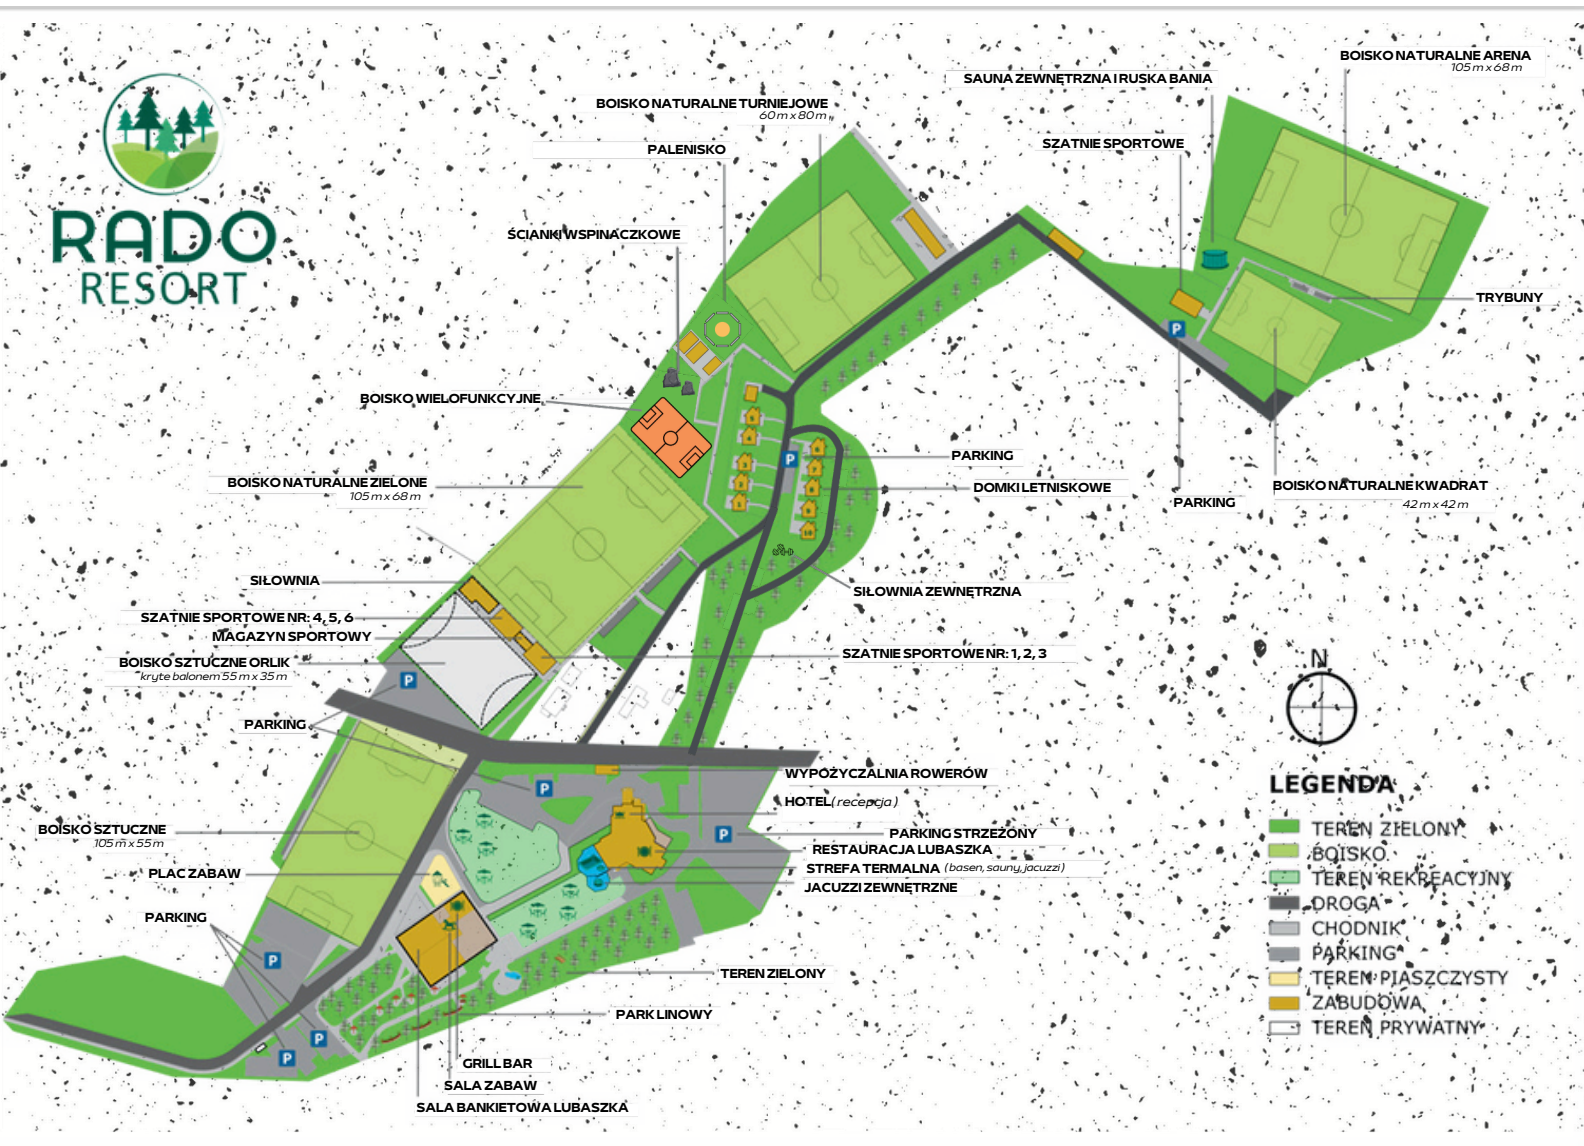 RADO
RESORT
BOISKO NATURALNE ARENA
105 m x 68 m
SAUNA ZEWNĘTRZNA I RUSKA BANIA
BOISKO NATURALNE TURNIEJOWE
60 m x 80 m
SZATNIE SPORTOWE
PALENISKO
ŚCIANKI WSPINACZKOWE
TRYBUNY
P
BOISKO WIELOFUNKCYJNE
PARKING
P
DOMKI LETNISKOWE
BOISKO NATURALNE ZIELONE
105 m x 68 m
PARKING
BOISKO NATURALNE KWADRAT
42 m x 42 m
SIŁOWNIA
SIŁOWNIA ZEWNĘTRZNA
SZATNIE SPORTOWE NR: 4, 5, 6
MAGAZYN SPORTOWY
SZATNIE SPORTOWE NR: 1, 2, 3
BOISKO SZTUCZNE ORLIK
kryte balonem 55 m x 35 m
P
PARKING
WYPOŻYCZALNIA ROWERÓW
P
HOTEL (recepcja)
BOISKO SZTUCZNE
105 m x 55 m
P
PARKING STRZEŻONY
RESTAURACJA LUBASZKA
STREFA TERMALNA (basen, sauny, jacuzzi)
JACUZZI ZEWNĘTRZNE
PLAC ZABAW
PARKING
P
TEREN ZIELONY
PARK LINOWY
P
P
GRILL BAR
SALA ZABAW
SALA BANKIETOWA LUBASZKA
N
LEGENDA
TEREN ZIELONY
BOISKO
TEREN REKREACYJNY
DROGA
CHODNIK
PARKING
TEREN PIASZCZYSTY
ZABUDOWA
TEREN PRYWATNY